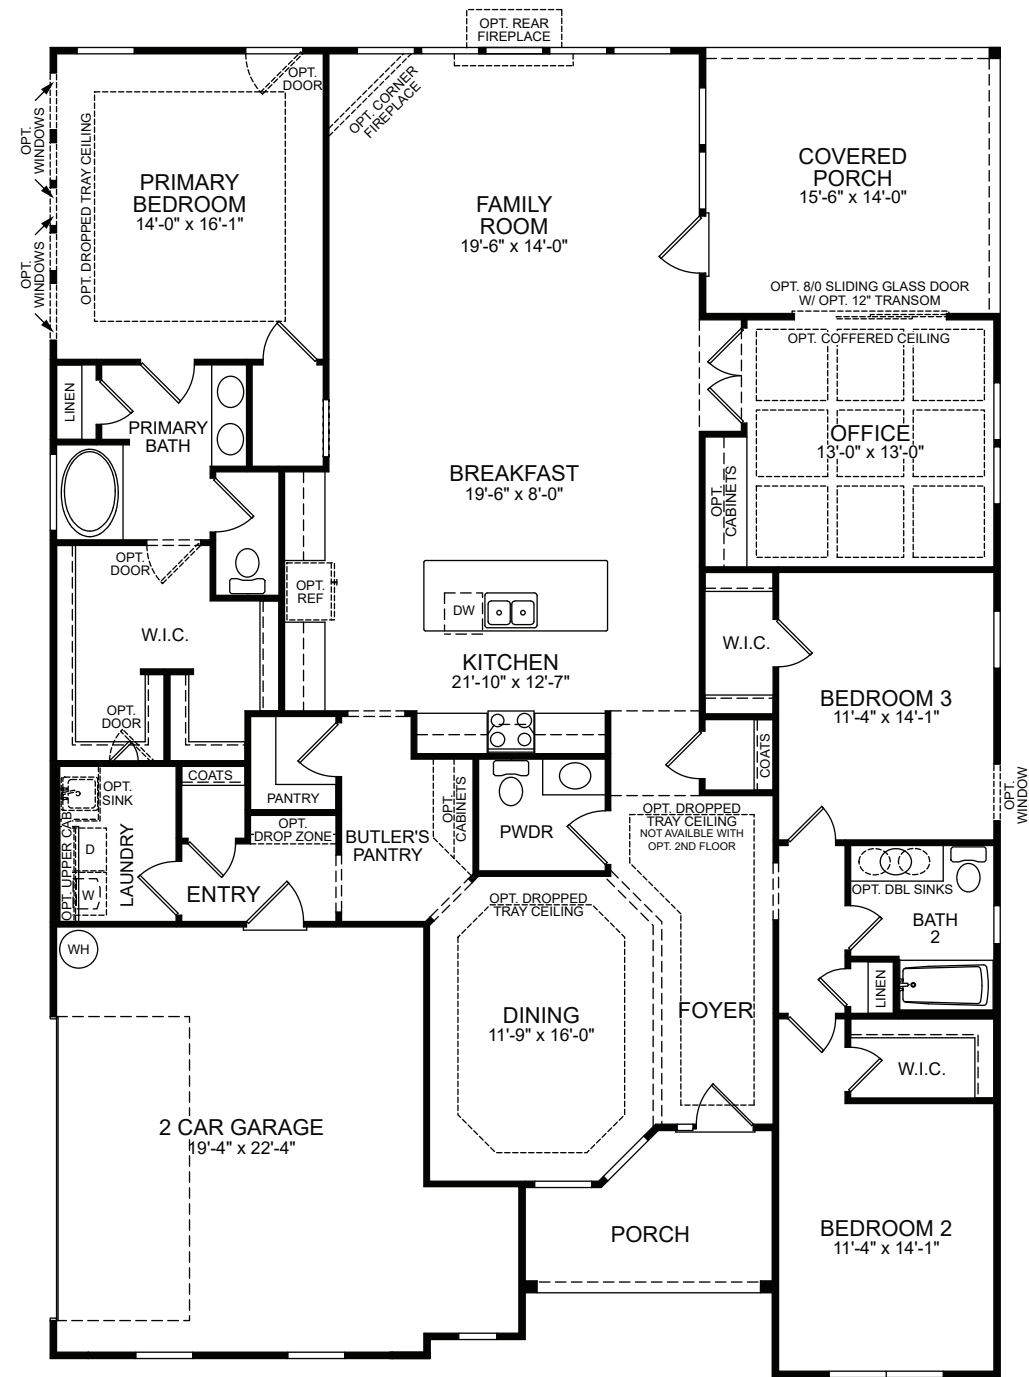 OPT. REAR
FIREPLACE
OPT.
DOOR
OPT. CORNER
FIREPLACE
OPT.
WINDOWS
OPT.
WINDOWS
OPT. DROPPED TRAY CEILING
PRIMARY
BEDROOM
14'-0" x 16'-1"
FAMILY
ROOM
19'-6" x 14'-0"
COVERED
PORCH
15'-6" x 14'-0"
OPT. 8/0 SLIDING GLASS DOOR
W/ OPT. 12" TRANSOM
OPT. COFFERED CEILING
OFFICE
13'-0" x 13'-0"
OPT.
CABINETS
LINEN
PRIMARY
BATH
BREAKFAST
19'-6" x 8'-0"
OPT.
DOOR
OPT.
REF
DW
W.I.C.
KITCHEN
21'-10" x 12'-7"
W.I.C.
BEDROOM 3
11'-4" x 14'-1"
OPT.
DOOR
COATS
OPT.
WINDOW
COATS
PANTRY
OPT.
SINK
OPT. UPPER CAB.
D
W
LAUNDRY
OPT.
DROP ZONE
ENTRY
BUTLER'S
PANTRY
OPT.
CABINETS
PWDR
OPT. DROPPED
TRAY CEILING
NOT AVAILBLE WITH
OPT. 2ND FLOOR
OPT. DBL SINKS
BATH
2
LINEN
W.I.C.
WH
OPT. DROPPED
TRAY CEILING
DINING
11'-9" x 16'-0"
FOYER
2 CAR GARAGE
19'-4" x 22'-4"
PORCH
BEDROOM 2
11'-4" x 14'-1"